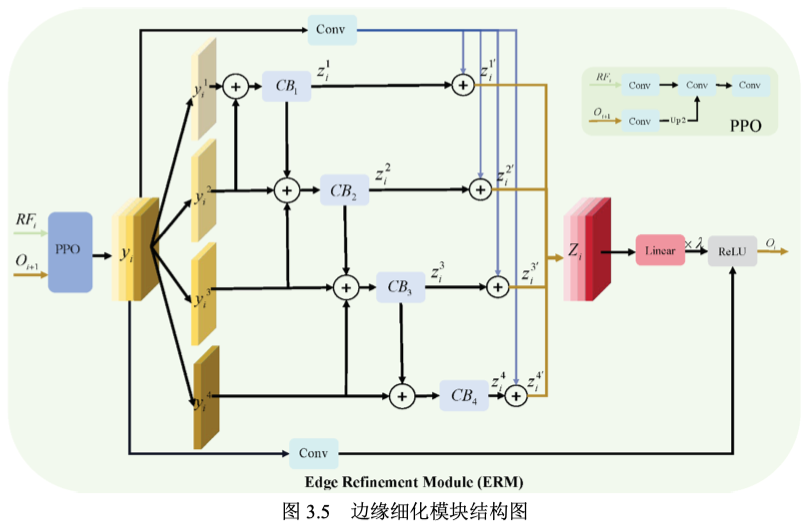 Conv
y_i^1
CB_1
z_i^1
z_i^{1'}
RF_i
Conv
Conv
Conv
O_{i+1}
Conv
Up2
PPO
y_i^2
CB_2
z_i^2
z_i^{2'}
RF_i
O_{i+1}
PPO
y_i
Z_i
Linear
× λ
ReLU
O_i
y_i^3
CB_3
z_i^3
z_i^{3'}
y_i^4
CB_4
z_i^4
z_i^{4'}
Conv
Edge Refinement Module (ERM)
图 3.5 边缘细化模块结构图